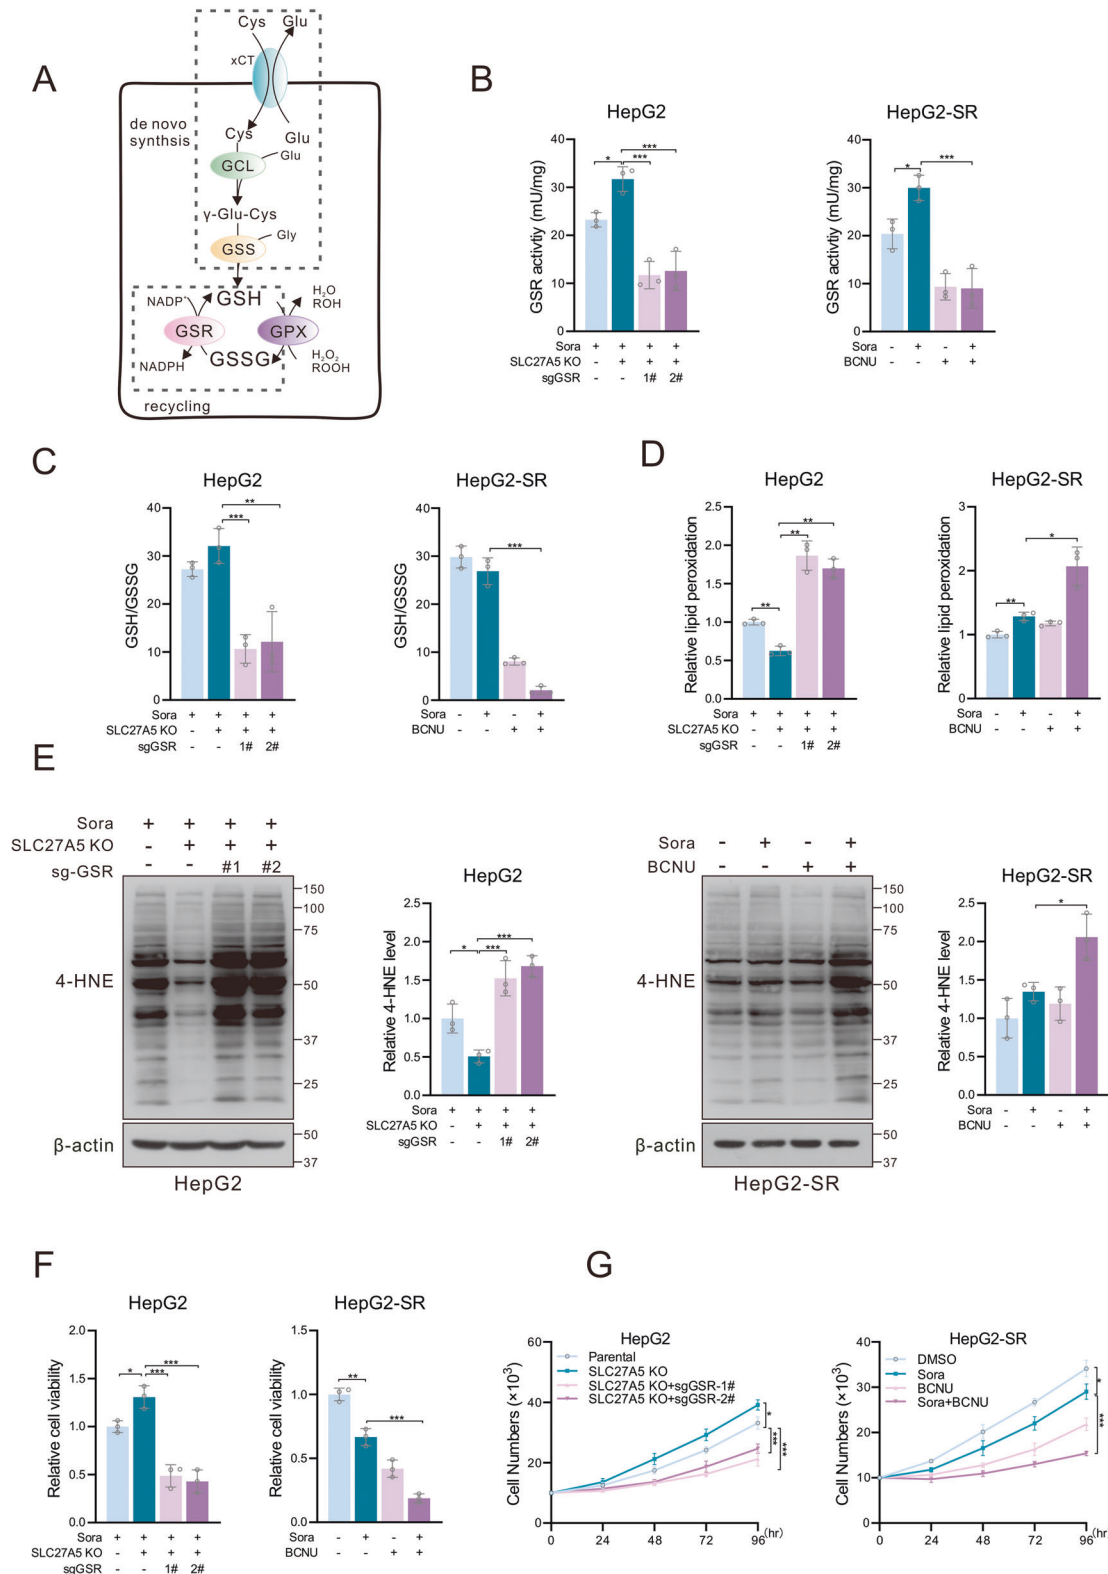 A
Cys
Glu
xCT
de novo
synthsis
Cys
Glu
Glu
GCL
γ-Glu-Cys
Gly
GSS
GSH
NADP⁺
H₂O
ROH
GSR
GPX
GSSG
NADPH
H₂O₂
ROOH
recycling
B
HepG2
GSR activtiy (mU/mg)
40
30
20
10
0
* *** ***
Sora + + + +
SLC27A5 KO - + + +
sgGSR - - 1# 2#
HepG2-SR
GSR activtiy (mU/mg)
40
30
20
10
0
* ***
Sora - + - +
BCNU - - + +
C
HepG2
GSH/GSSG
40
30
20
10
0
** ***
Sora + + + +
SLC27A5 KO - + + +
sgGSR - - 1# 2#
HepG2-SR
GSH/GSSG
40
30
20
10
0
***
Sora - + - +
BCNU - - + +
D
HepG2
Relative lipid peroxidation
2.5
2.0
1.5
1.0
0.5
0.0
** ** **
Sora + + + +
SLC27A5 KO - + + +
sgGSR - - 1# 2#
HepG2-SR
Relative lipid peroxidation
3
2
1
0
** *
Sora - + - +
BCNU - - + +
E
Sora + + + +
SLC27A5 KO - + + +
sg-GSR - - #1 #2
4-HNE
150
100
75
50
37
25
β-actin
50
37
HepG2
HepG2
Relative 4-HNE level
2.5
2.0
1.5
1.0
0.5
0.0
* *** ***
Sora + + + +
SLC27A5 KO - + + +
sgGSR - - 1# 2#
Sora - + - +
BCNU - - + +
4-HNE
150
100
75
50
37
25
β-actin
50
37
HepG2-SR
HepG2-SR
Relative 4-HNE level
2.5
2.0
1.5
1.0
0.5
0.0
*
Sora - + - +
BCNU - - + +
F
HepG2
Relative cell viability
2.0
1.5
1.0
0.5
0.0
* *** ***
Sora + + + +
SLC27A5 KO - + + +
sgGSR - - 1# 2#
HepG2-SR
Relative cell viability
1.5
1.0
0.5
0.0
** ***
Sora - + - +
BCNU - - + +
G
HepG2
Cell Numbers (×10³)
60
40
20
0
Parental
SLC27A5 KO
SLC27A5 KO+sgGSR-1#
SLC27A5 KO+sgGSR-2#
* *** ***
0 24 48 72 96 (hr)
HepG2-SR
Cell Numbers (×10³)
40
30
20
10
0
DMSO
Sora
BCNU
Sora+BCNU
* ***
0 24 48 72 96 (hr)